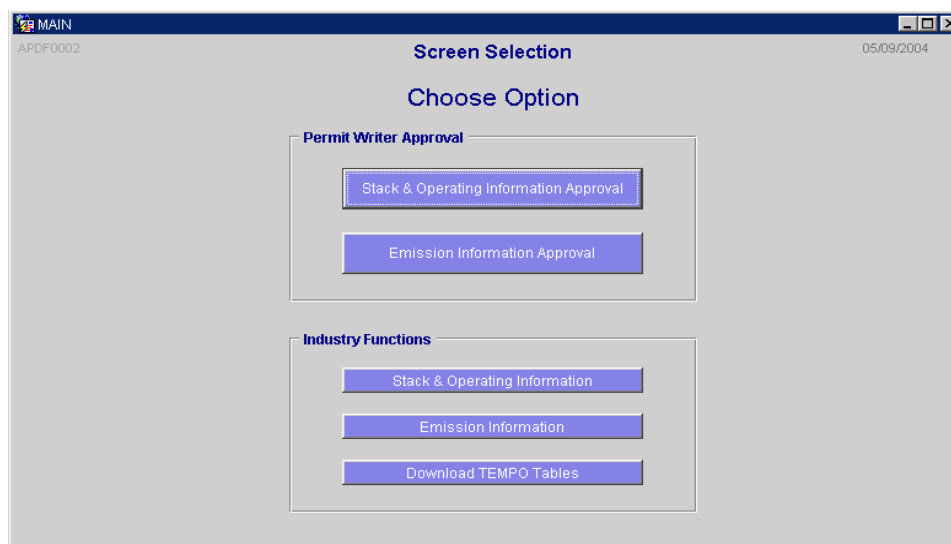 MAIN
APDF0002
Screen Selection
05/09/2004
Choose Option
Permit Writer Approval
Stack & Operating Information Approval
Emission Information Approval
Industry Functions
Stack & Operating Information
Emission Information
Download TEMPO Tables